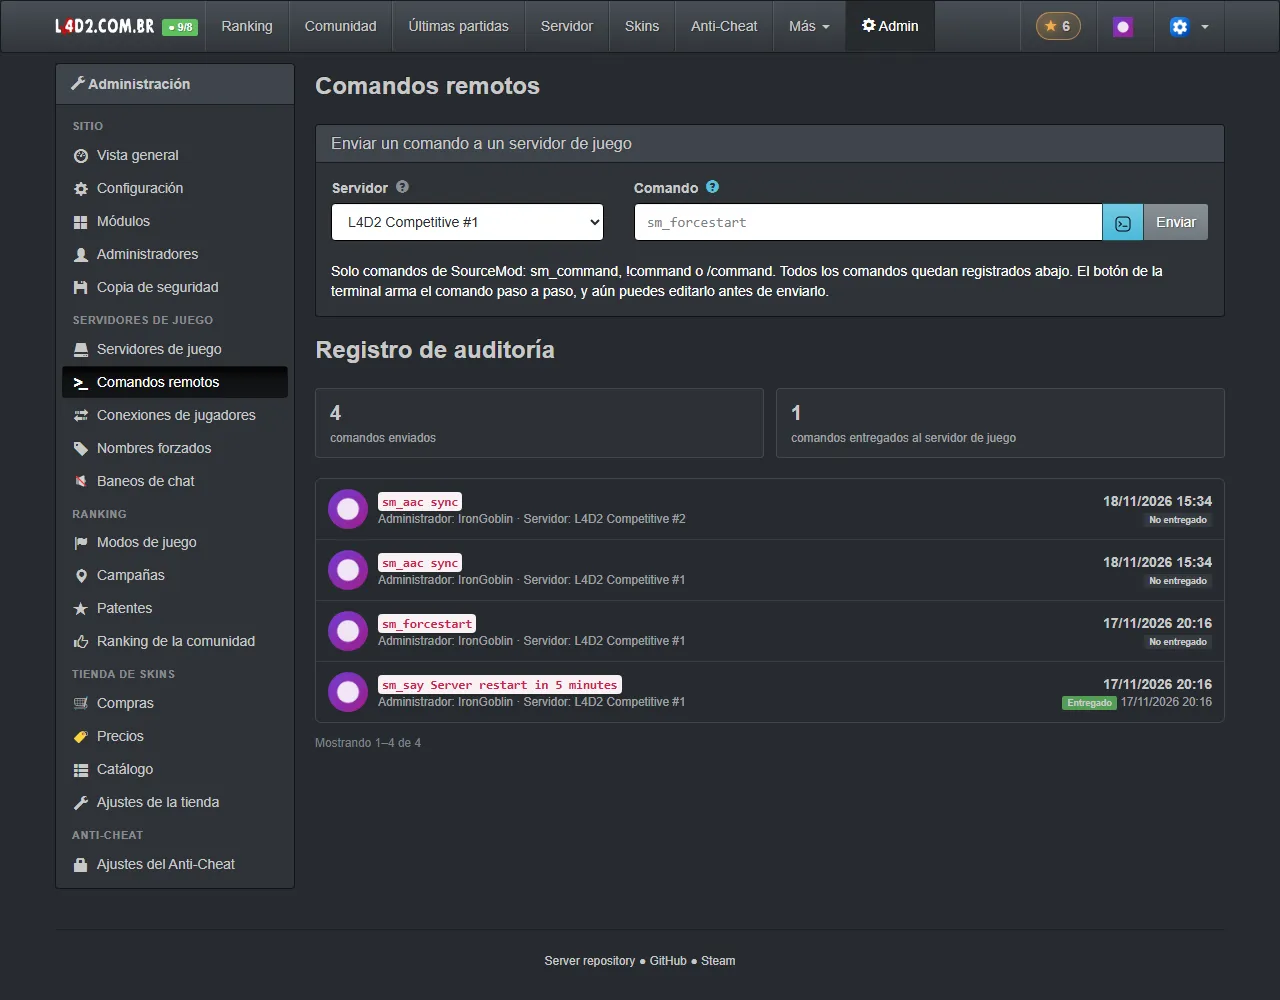 L4D2.COM.BR
● 9/8
Ranking
Comunidad
Últimas partidas
Servidor
Skins
Anti-Cheat
Más
Admin
★ 6
Administración
SITIO
Vista general
Configuración
Módulos
Administradores
Copia de seguridad
SERVIDORES DE JUEGO
Servidores de juego
Comandos remotos
Conexiones de jugadores
Nombres forzados
Baneos de chat
RANKING
Modos de juego
Campañas
Patentes
Ranking de la comunidad
TIENDA DE SKINS
Compras
Precios
Catálogo
Ajustes de la tienda
ANTI-CHEAT
Ajustes del Anti-Cheat
Comandos remotos
Enviar un comando a un servidor de juego
Servidor ?
Comando ?
L4D2 Competitive #1
sm_forcestart
Enviar
Solo comandos de SourceMod: sm_command, !command o /command. Todos los comandos quedan registrados abajo. El botón de la
terminal arma el comando paso a paso, y aún puedes editarlo antes de enviarlo.
Registro de auditoría
4
comandos enviados
1
comandos entregados al servidor de juego
sm_aac sync
Administrador: IronGoblin · Servidor: L4D2 Competitive #2
18/11/2026 15:34
No entregado
sm_aac sync
Administrador: IronGoblin · Servidor: L4D2 Competitive #1
18/11/2026 15:34
No entregado
sm_forcestart
Administrador: IronGoblin · Servidor: L4D2 Competitive #1
17/11/2026 20:16
No entregado
sm_say Server restart in 5 minutes
Administrador: IronGoblin · Servidor: L4D2 Competitive #1
17/11/2026 20:16
Entregado 17/11/2026 20:16
Mostrando 1–4 de 4
Server repository ● GitHub ● Steam